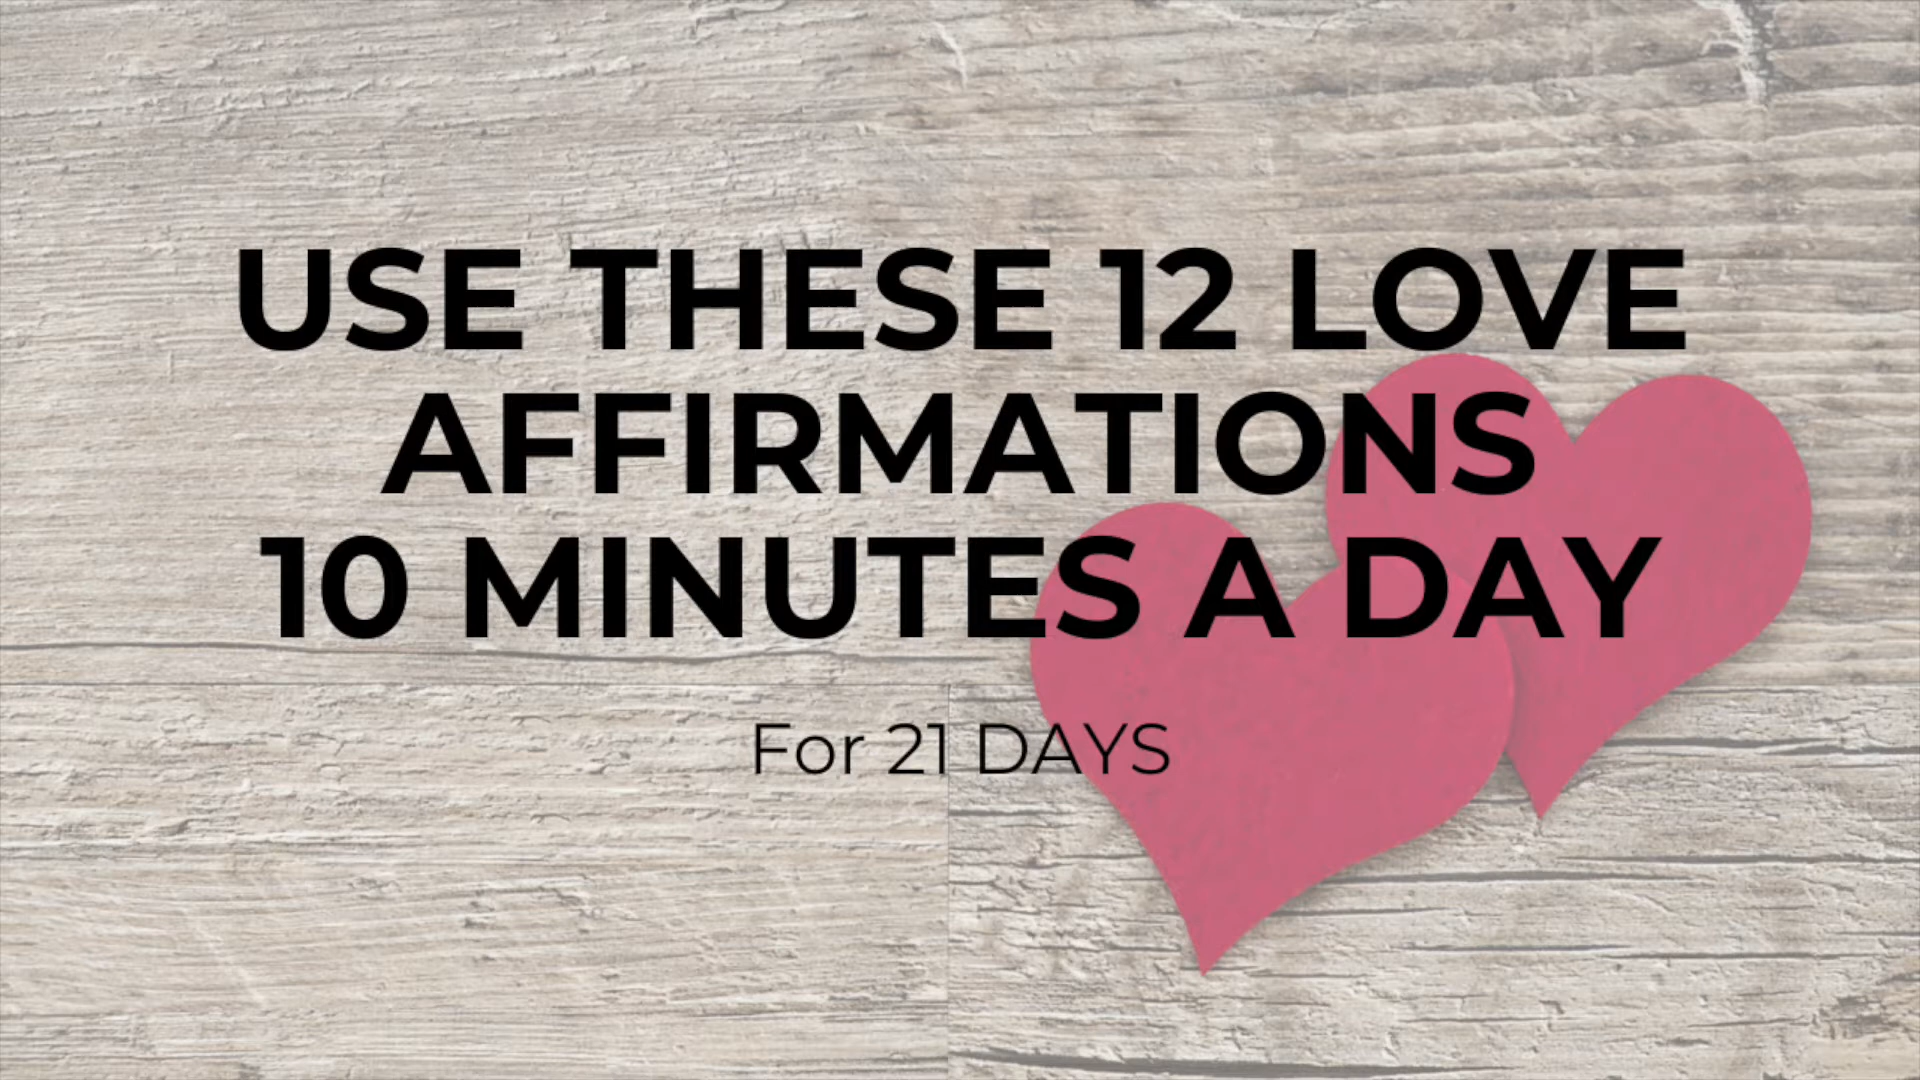 USE THESE 12 LOVE
AFFIRMATIONS
10 MINUTES A DAY
For 21 DAYS